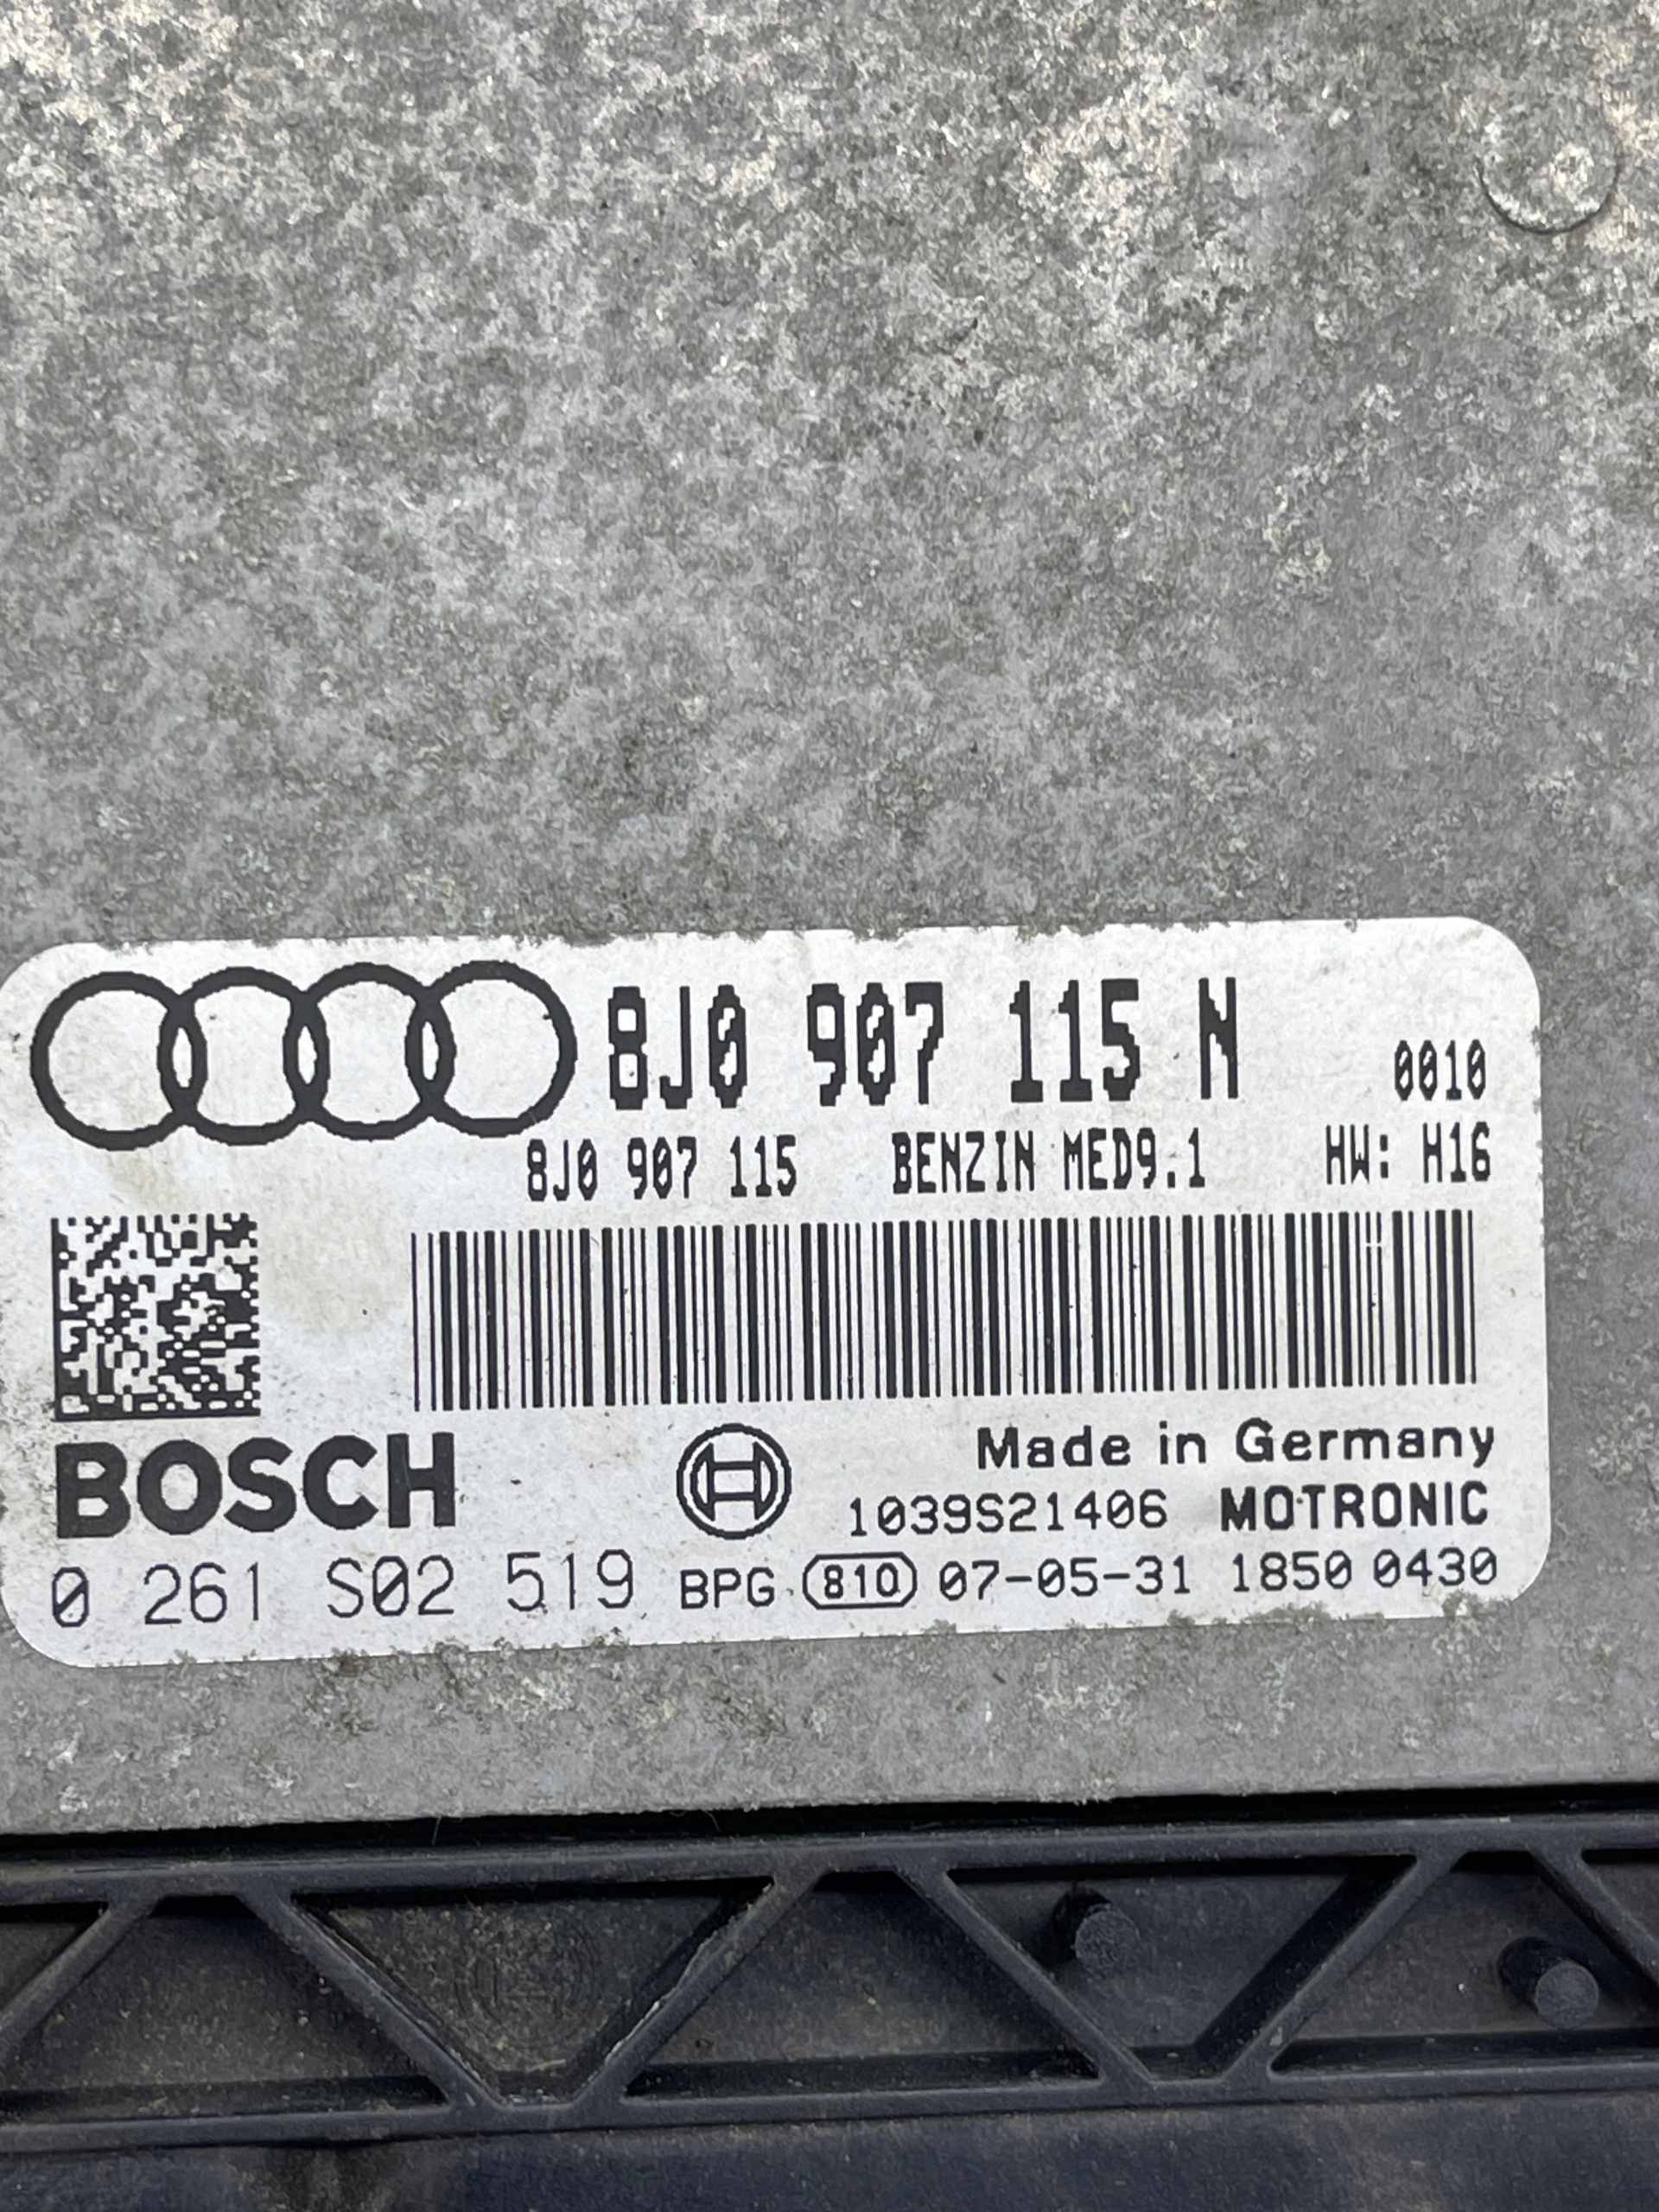 8J0 907 115 N 0010
8J0 907 115 BENZIN MED9.1 HW: H16
BOSCH Made in Germany
1039S21406 MOTRONIC
0 261 S02 519 BPG 810 07-05-31 1850 0430